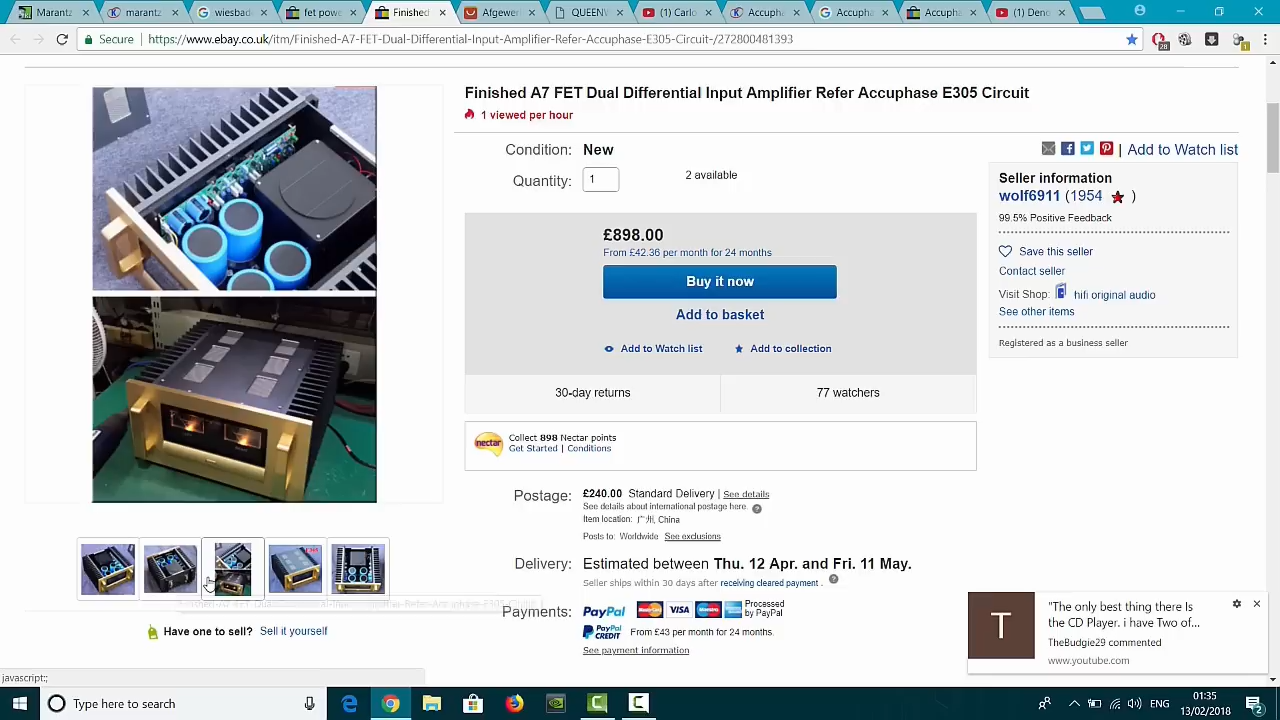 Marantz
marantz
wiesbad
fet powe
Finished
Afgewer
QUEENW
(1) Carlo
Accupha
Accupha
Accupha
(1) Dene
Secure
https://www.ebay.co.uk/itm/Finished-A7-FET-Dual-Differential-Input-Amplifier-Refer-Accuphase-E305-Circuit-/272800481393
28
1
Finished A7 FET Dual Differential Input Amplifier Refer Accuphase E305 Circuit
1 viewed per hour
Condition: New
Quantity: 1
2 available
£898.00
From £42.36 per month for 24 months
Buy it now
Add to basket
Add to Watch list
Add to collection
30-day returns
77 watchers
nectar
Collect 898 Nectar points
Get Started | Conditions
Postage: £240.00 Standard Delivery | See details
See details about international postage here.
Item location: 广州, China
Posts to: Worldwide See exclusions
Delivery: Estimated between Thu. 12 Apr. and Fri. 11 May.
Seller ships within 30 days after receiving cleared payment .
Payments: PayPal VISA Processed by PayPal
PayPal CREDIT From £43 per month for 24 months.
See payment information
| Add to Watch list
Seller information
wolf6911 (1954 )
99.5% Positive Feedback
Save this seller
Contact seller
Visit Shop: hifi original audio
See other items
Registered as a business seller
Have one to sell? Sell it yourself
javascript:;
T
"The only best thing there Is
the CD Player. i have Two of...
TheBudgie29 commented
www.youtube.com
Type here to search
ENG
01:35
13/02/2018
2